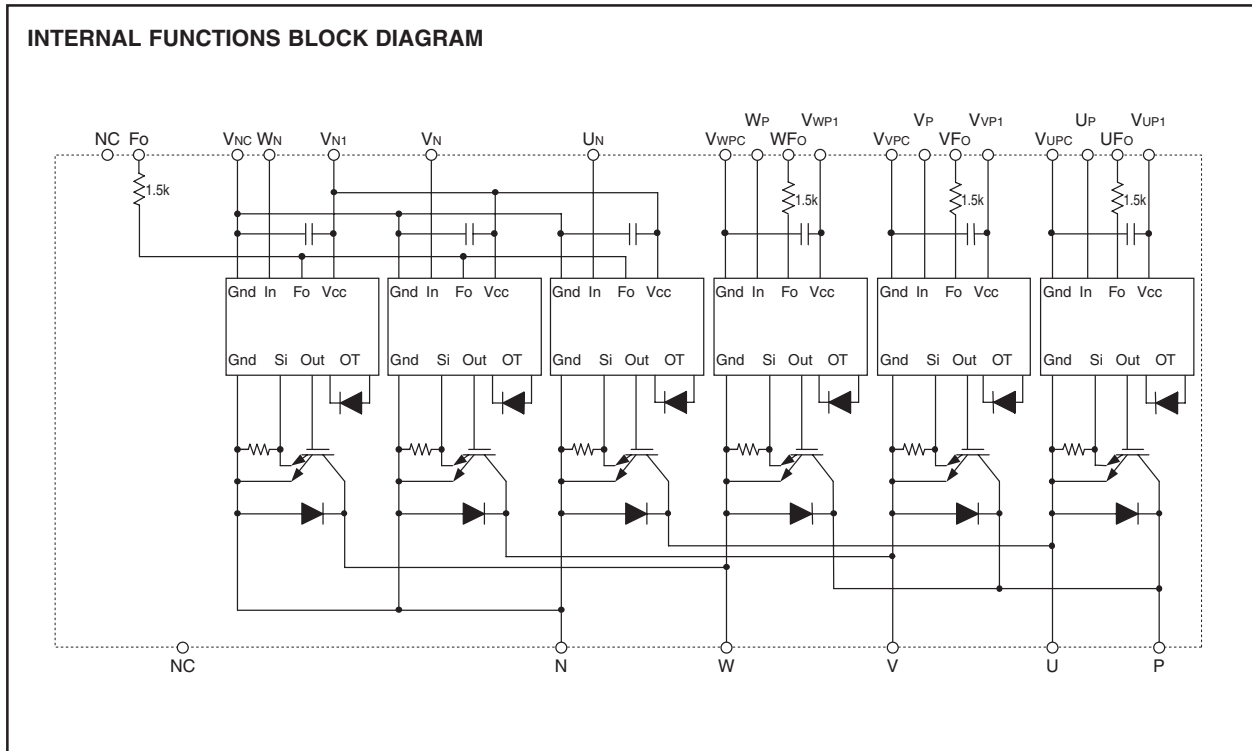 INTERNAL FUNCTIONS BLOCK DIAGRAM
WP VWP1 VP VVP1 UP VUP1
NC FO VNC WN VN1 VN UN VWPC WFO VVPC VFO VUPC UFO
1.5k 1.5k 1.5k 1.5k
Gnd In Fo Vcc Gnd In Fo Vcc Gnd In Fo Vcc Gnd In Fo Vcc Gnd In Fo Vcc Gnd In Fo Vcc
Gnd Si Out OT Gnd Si Out OT Gnd Si Out OT Gnd Si Out OT Gnd Si Out OT Gnd Si Out OT
NC N W V U P